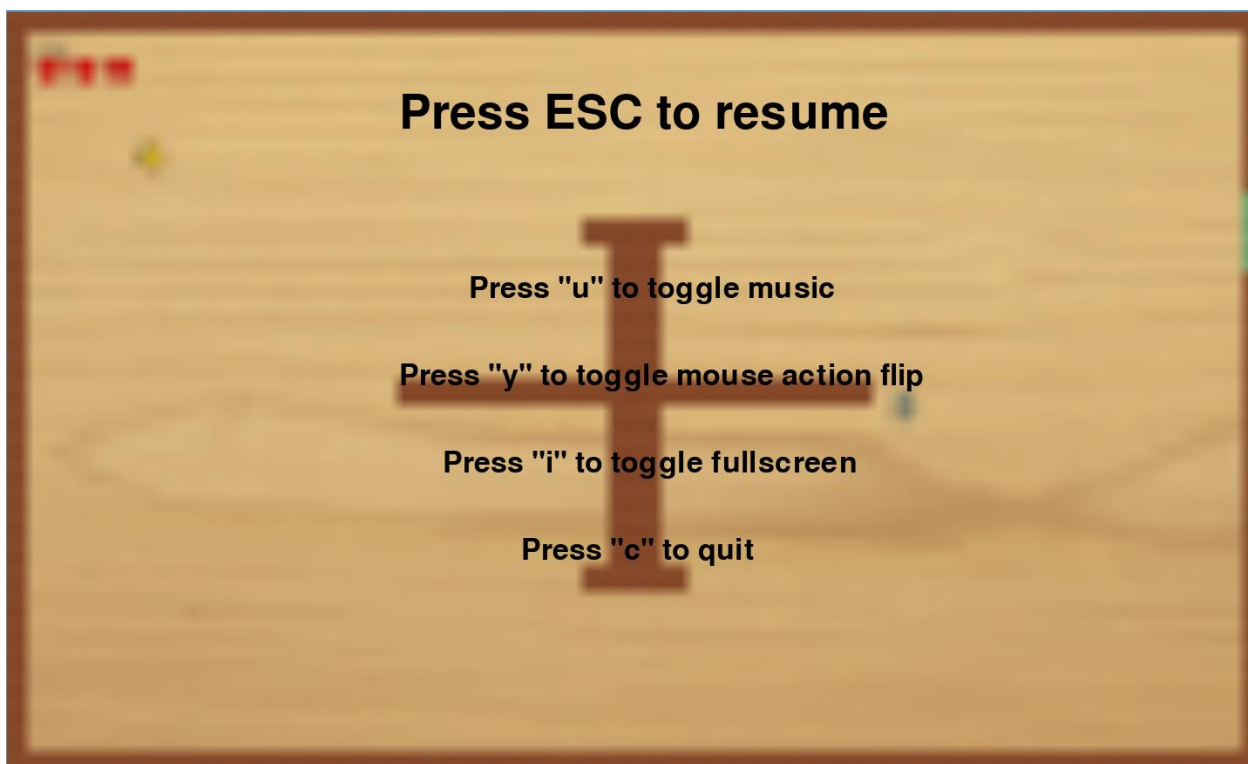 Press ESC to resume
Press "u" to toggle music
Press "y" to toggle mouse action flip
Press "i" to toggle fullscreen
Press "c" to quit